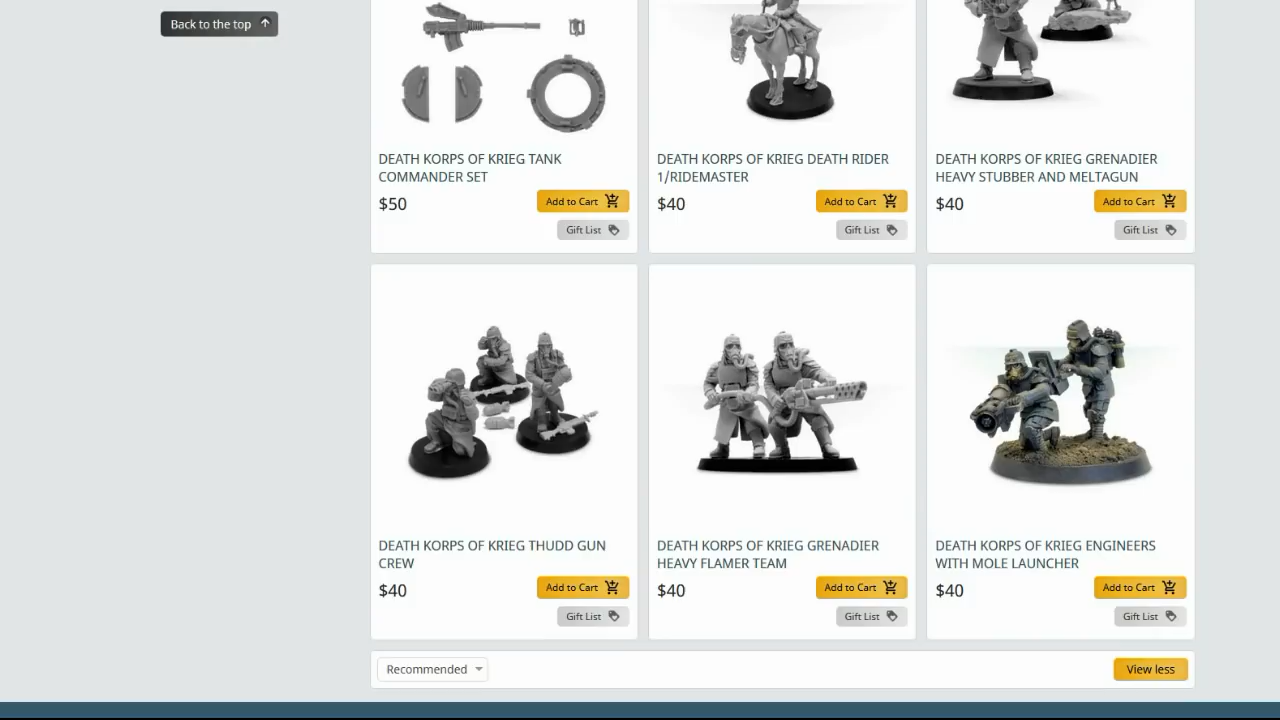 Back to the top
DEATH KORPS OF KRIEG TANK
COMMANDER SET
$50
Add to Cart
Gift List
DEATH KORPS OF KRIEG DEATH RIDER
1/RIDEMASTER
$40
Add to Cart
Gift List
DEATH KORPS OF KRIEG GRENADIER
HEAVY STUBBER AND MELTAGUN
$40
Add to Cart
Gift List
DEATH KORPS OF KRIEG THUDD GUN
CREW
$40
Add to Cart
Gift List
DEATH KORPS OF KRIEG GRENADIER
HEAVY FLAMER TEAM
$40
Add to Cart
Gift List
DEATH KORPS OF KRIEG ENGINEERS
WITH MOLE LAUNCHER
$40
Add to Cart
Gift List
Recommended
View less